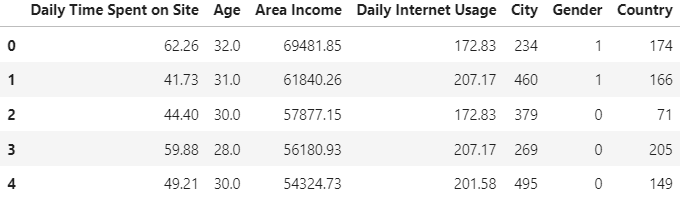 Daily Time Spent on Site Age Area Income Daily Internet Usage City Gender Country
0 62.26 32.0 69481.85 172.83 234 1 174
1 41.73 31.0 61840.26 207.17 460 1 166
2 44.40 30.0 57877.15 172.83 379 0 71
3 59.88 28.0 56180.93 207.17 269 0 205
4 49.21 30.0 54324.73 201.58 495 0 149